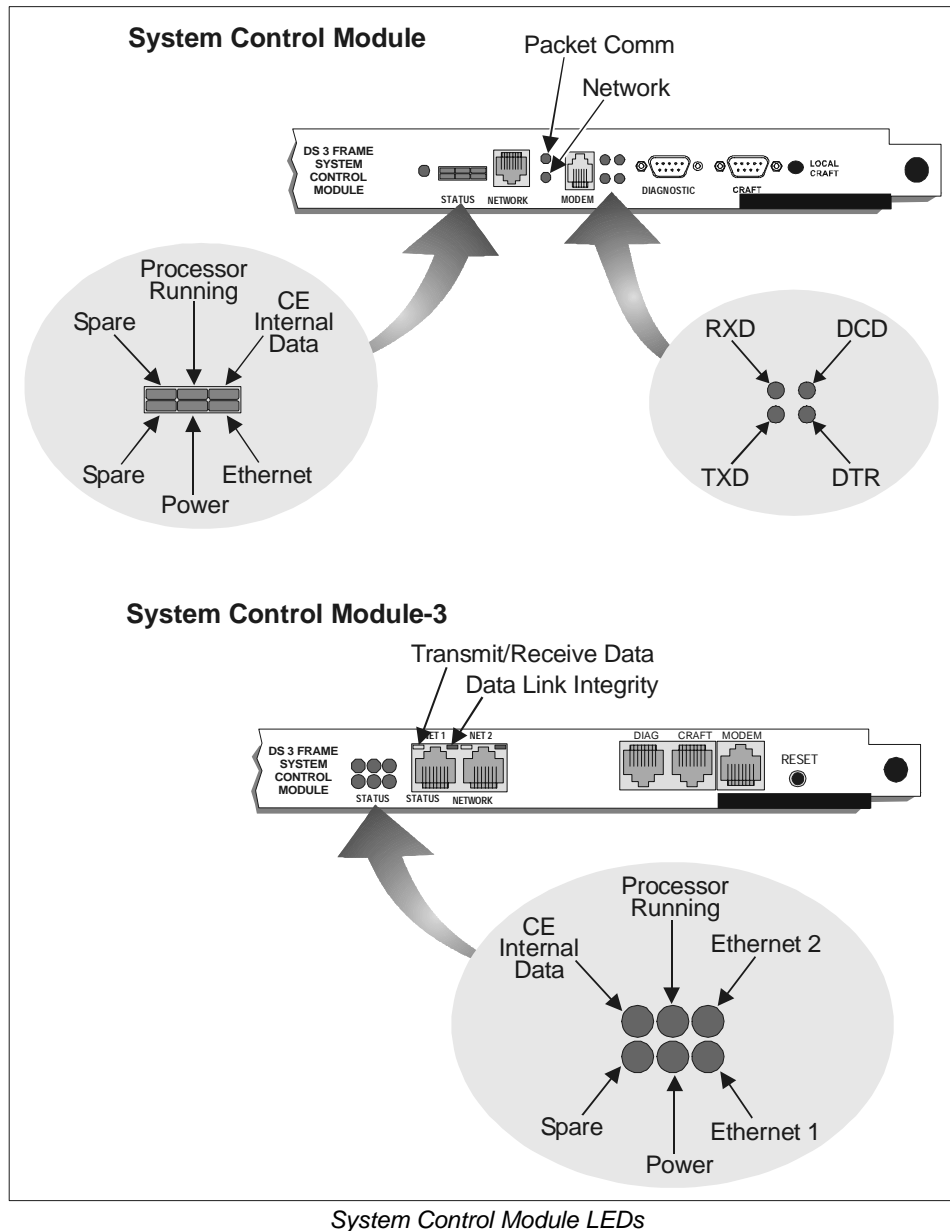 System Control Module
Packet Comm
Network
DS 3 FRAME
SYSTEM
CONTROL
MODULE
STATUS
NETWORK
MODEM
DIAGNOSTIC
CRAFT
LOCAL
CRAFT
Processor
Running
CE
Internal
Data
Spare
Spare
Ethernet
Power
RXD
DCD
TXD
DTR
System Control Module-3
Transmit/Receive Data
Data Link Integrity
NET 1
NET 2
DIAG
CRAFT
MODEM
DS 3 FRAME
SYSTEM
CONTROL
MODULE
RESET
STATUS
STATUS
NETWORK
Processor
Running
CE
Internal
Data
Ethernet 2
Spare
Ethernet 1
Power
System Control Module LEDs